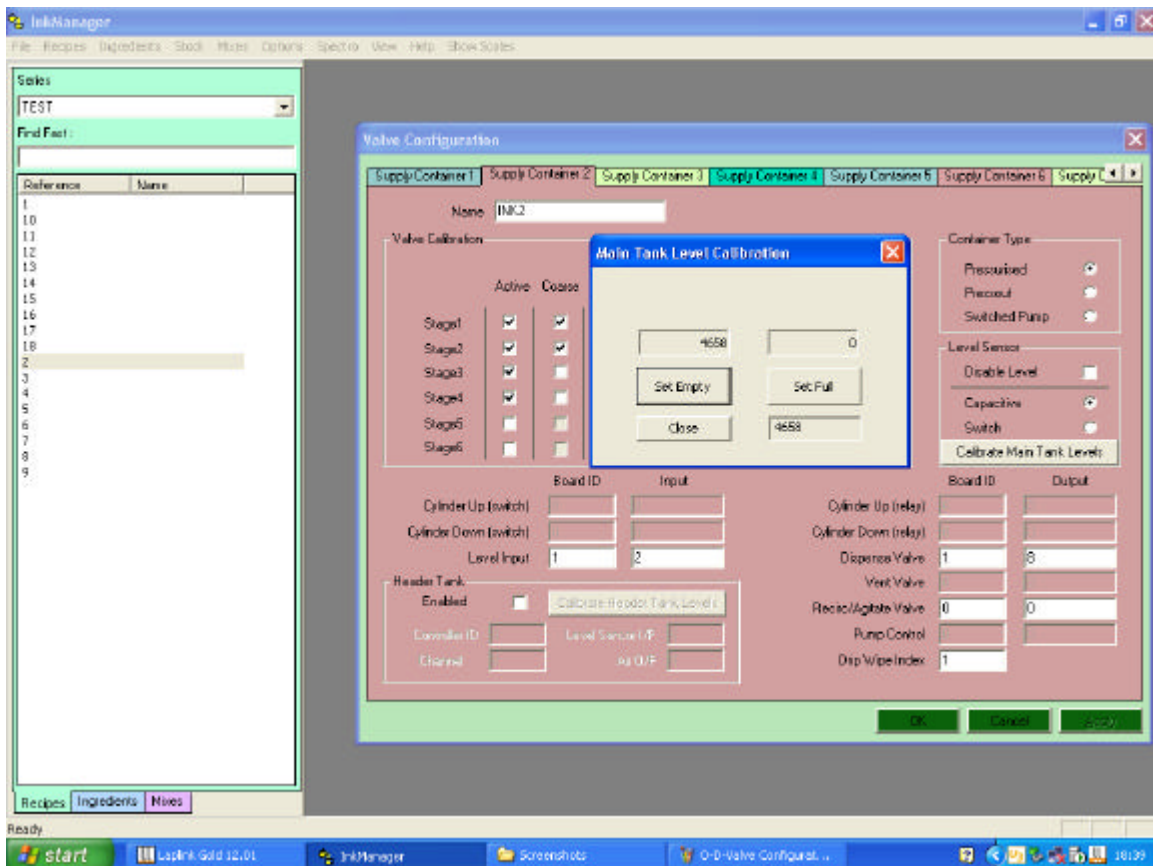 InkManager
File Recipes Ingredients Stock Mixes Options Spectro View Help Show Scales
Series
TEST
Find Fast :
Reference Name
1
10
11
12
13
14
15
16
17
18
2
3
4
5
6
7
8
9
Recipes Ingredients Mixes
Valve Configuration
Supply Container 1 Supply Container 2 Supply Container 3 Supply Container 4 Supply Container 5 Supply Container 6 Supply
Name INK2
Valve Calibration
Active Coarse
Stage1
Stage2
Stage3
Stage4
Stage5
Stage6
Main Tank Level Calibration
4658 0
Set Empty Set Full
Close 4658
Container Type
Pressurised
Pressout
Switched Pump
Level Sensor
Disable Level
Capacitive
Switch
Calibrate Main Tank Levels
Board ID Input
Cylinder Up (switch)
Cylinder Down (switch)
Level Input 1 2
Header Tank
Enabled Calibrate Header Tank Levels
Controller ID Level Sensor I/P
Channel Air O/P
Board ID Output
Cylinder Up (relay)
Cylinder Down (relay)
Dispense Valve 1 8
Vent Valve
Recirc/Agitate Valve 0 0
Pump Control
Drip Wipe Index 1
OK Cancel Apply
Ready
start Laplink Gold 12.01 InkManager Screenshots O-D-Valve Configurat... 18:39